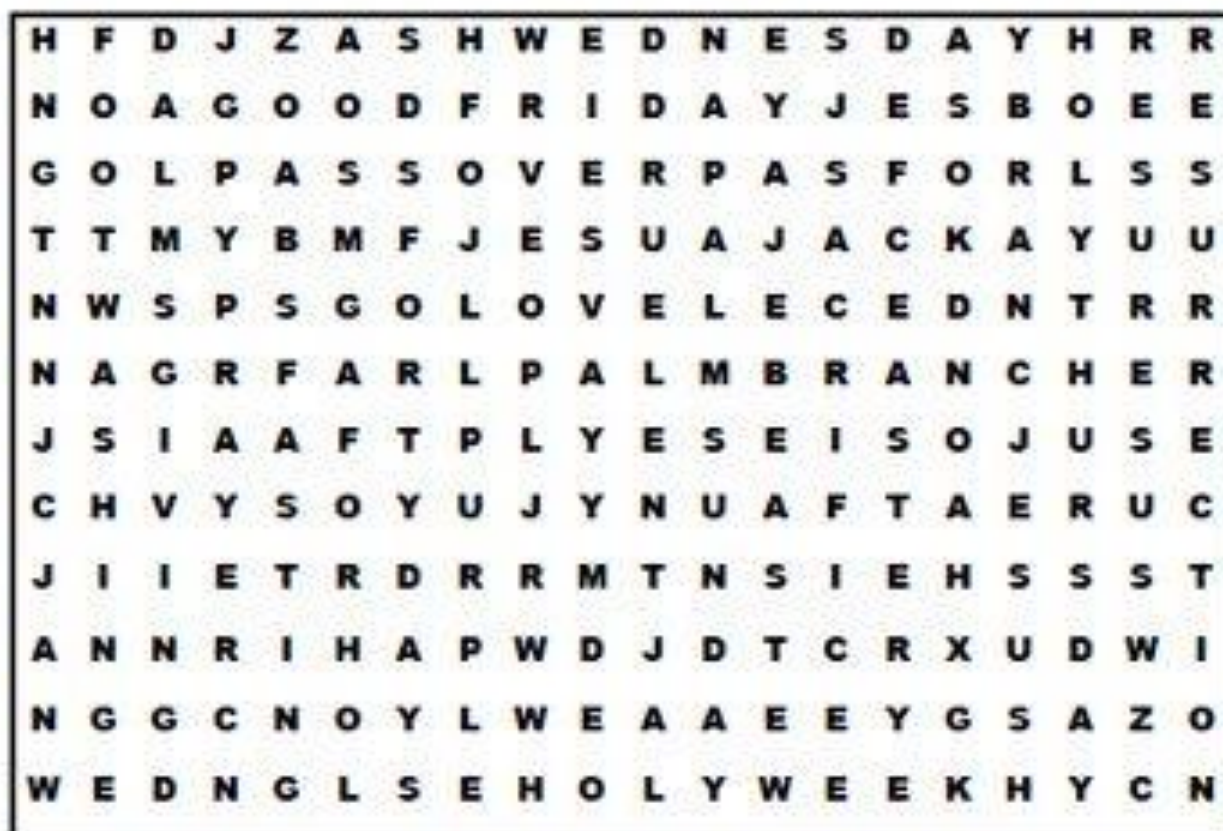 H F D J Z A S H W E D N E S D A Y H R R
N O A G O O D F R I D A Y J E S B O E E
G O L P A S S O V E R P A S F O R L S S
T T M Y B M F J E S U A J A C K A Y U U
N W S P S G O L O V E L E C E D N T R R
N A G R F A R L P A L M B R A N C H E R
J S I A A F T P L Y E S E I S O J U S E
C H V Y S O Y U J Y N U A F T A E R U C
J I I E T R D R R M T N S I E H S S S T
A N N R I H A P W D J D T C R X U D W I
N G G C N O Y L W E A A E E Y G S A Z O
W E D N G L S E H O L Y W E E K H Y C N